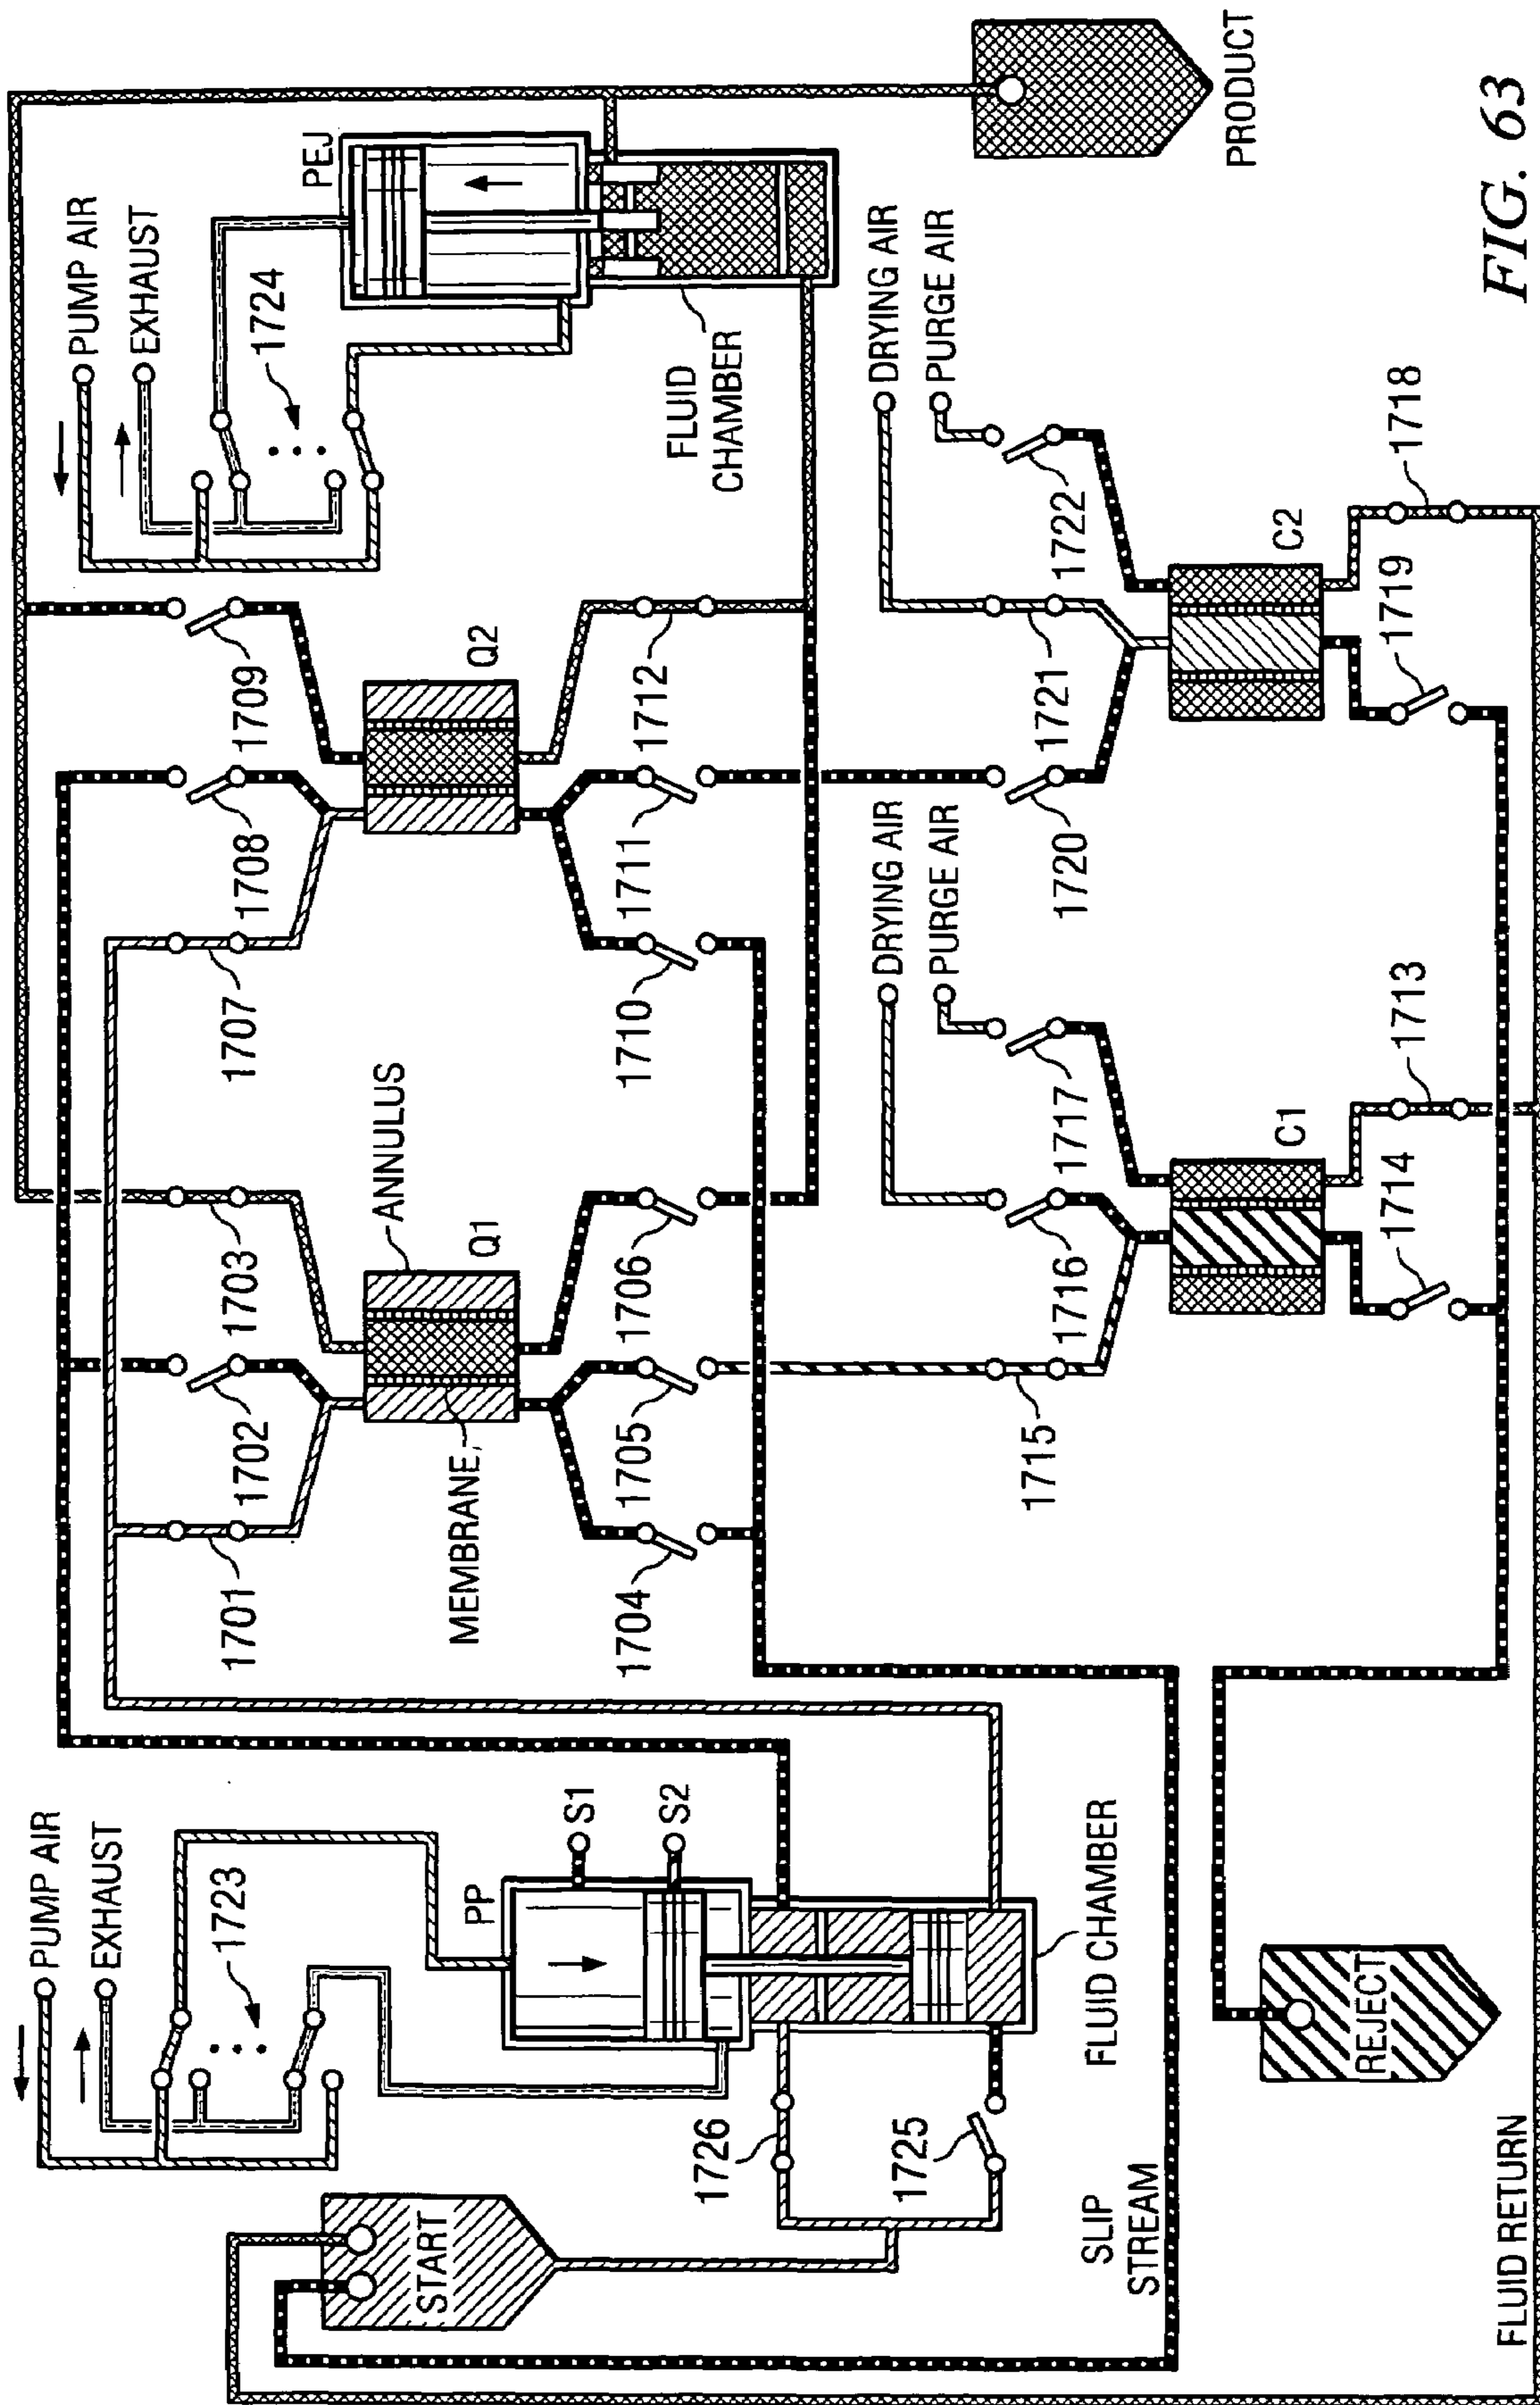 PUMP AIR
EXHAUST
1723
START
PP
S1
S2
1726
1725
FLUID CHAMBER
SLIP
STREAM
REJECT
FLUID RETURN
1701
1702
1703
ANNULUS
MEMBRANE
Q1
1704
1705
1706
1707
1708
1709
Q2
1710
1711
1712
PUMP AIR
EXHAUST
1724
PEJ
FLUID
CHAMBER
PRODUCT
DRYING AIR
PURGE AIR
1715
1716
1717
C1
1714
1713
DRYING AIR
PURGE AIR
1720
1721
1722
C2
1719
1718
FIG. 63